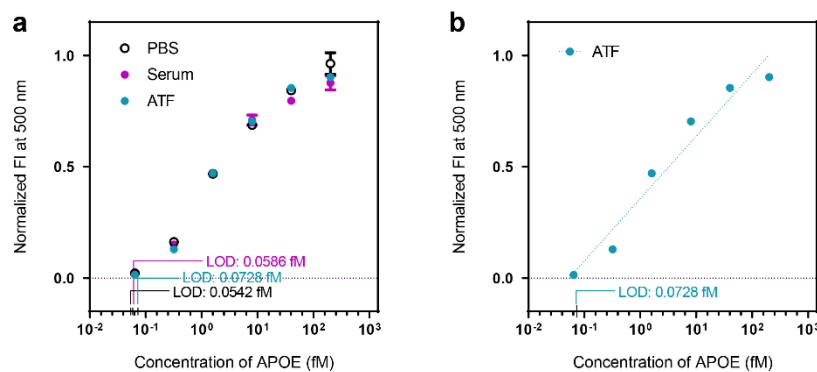 a
PBS
Serum
ATF
Normalized FI at 500 nm
1.0
0.5
0.0
LOD: 0.0586 fM
LOD: 0.0728 fM
LOD: 0.0542 fM
10-2 10-1 100 101 102 103
Concentration of APOE (fM)
b
ATF
Normalized FI at 500 nm
1.0
0.5
0.0
LOD: 0.0728 fM
10-2 10-1 100 101 102 103
Concentration of APOE (fM)